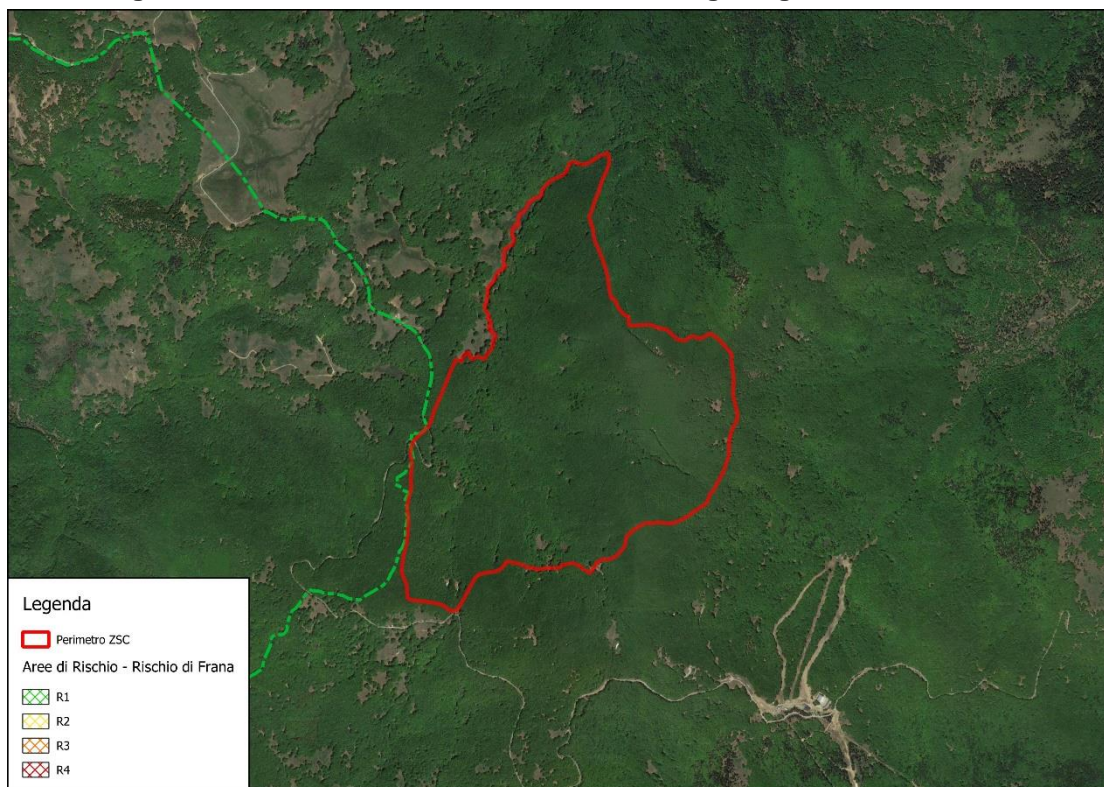 Legenda
Perimetro ZSC
Aree di Rischio - Rischio di Frana
R1
R2
R3
R4